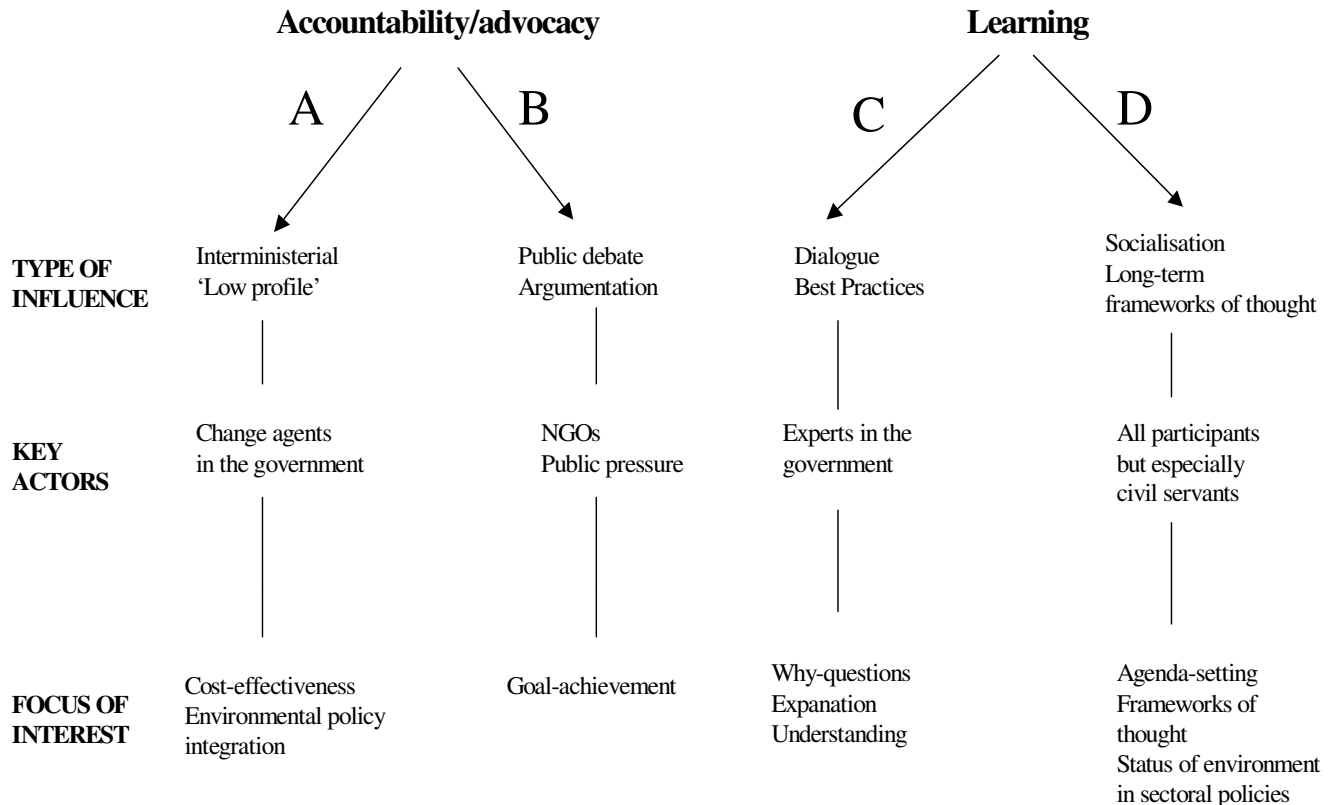 Accountability/advocacy
Learning
A
B
C
D
TYPE OF
INFLUENCE
Interministerial
‘Low profile’
Public debate
Argumentation
Dialogue
Best Practices
Socialisation
Long-term
frameworks of thought
KEY
ACTORS
Change agents
in the government
NGOs
Public pressure
Experts in the
government
All participants
but especially
civil servants
FOCUS OF
INTEREST
Cost-effectiveness
Environmental policy
integration
Goal-achievement
Why-questions
Expanation
Understanding
Agenda-setting
Frameworks of
thought
Status of environment
in sectoral policies